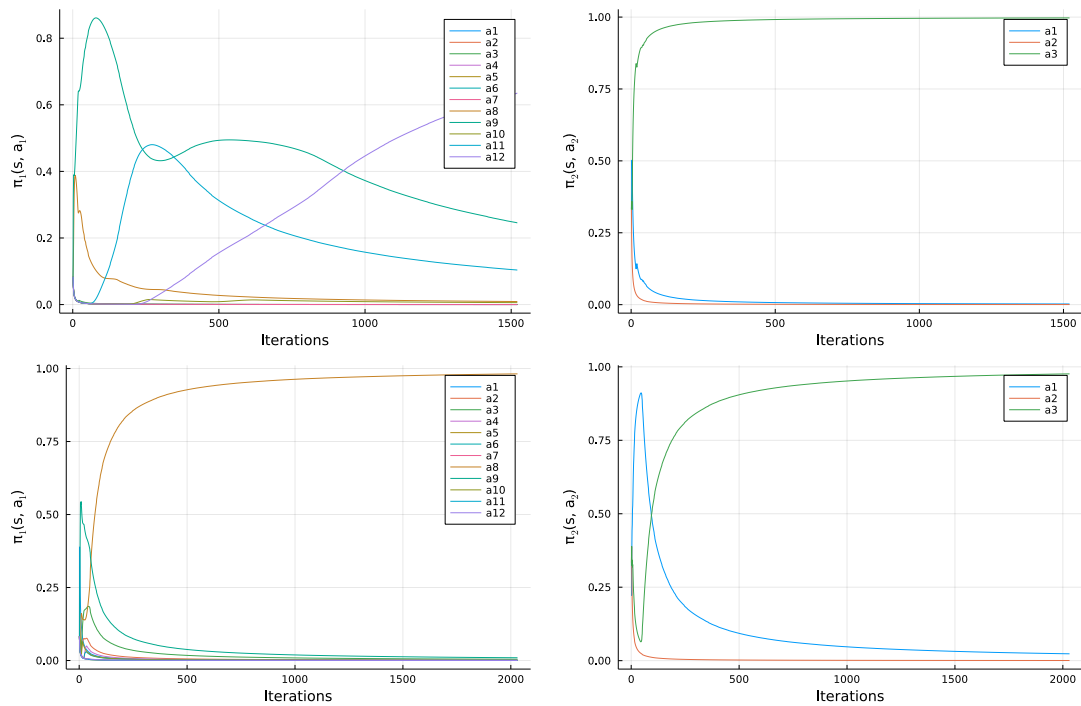 0.8
0.6
0.4
0.2
0.0
π₁(s, a₁)
0
500
1000
1500
Iterations
a1
a2
a3
a4
a5
a6
a7
a8
a9
a10
a11
a12
1.00
0.75
0.50
0.25
0.00
π₂(s, a₂)
0
500
1000
1500
Iterations
a1
a2
a3
1.00
0.75
0.50
0.25
0.00
π₁(s, a₁)
0
500
1000
1500
2000
Iterations
a1
a2
a3
a4
a5
a6
a7
a8
a9
a10
a11
a12
1.00
0.75
0.50
0.25
0.00
π₂(s, a₂)
0
500
1000
1500
2000
Iterations
a1
a2
a3